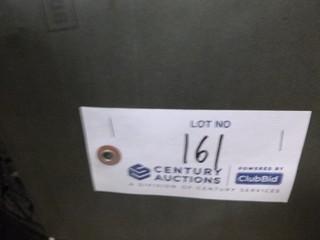 LOT NO
161
CENTURY AUCTIONS
A DIVISION OF CENTURY SERVICES
POWERED BY
ClubBid